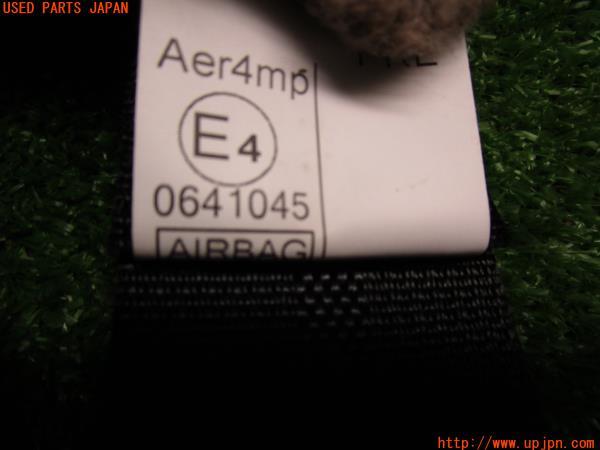 USED PARTS JAPAN
Aer4mp
E4
0641045
AIRBAG
http://www.upjpn.com